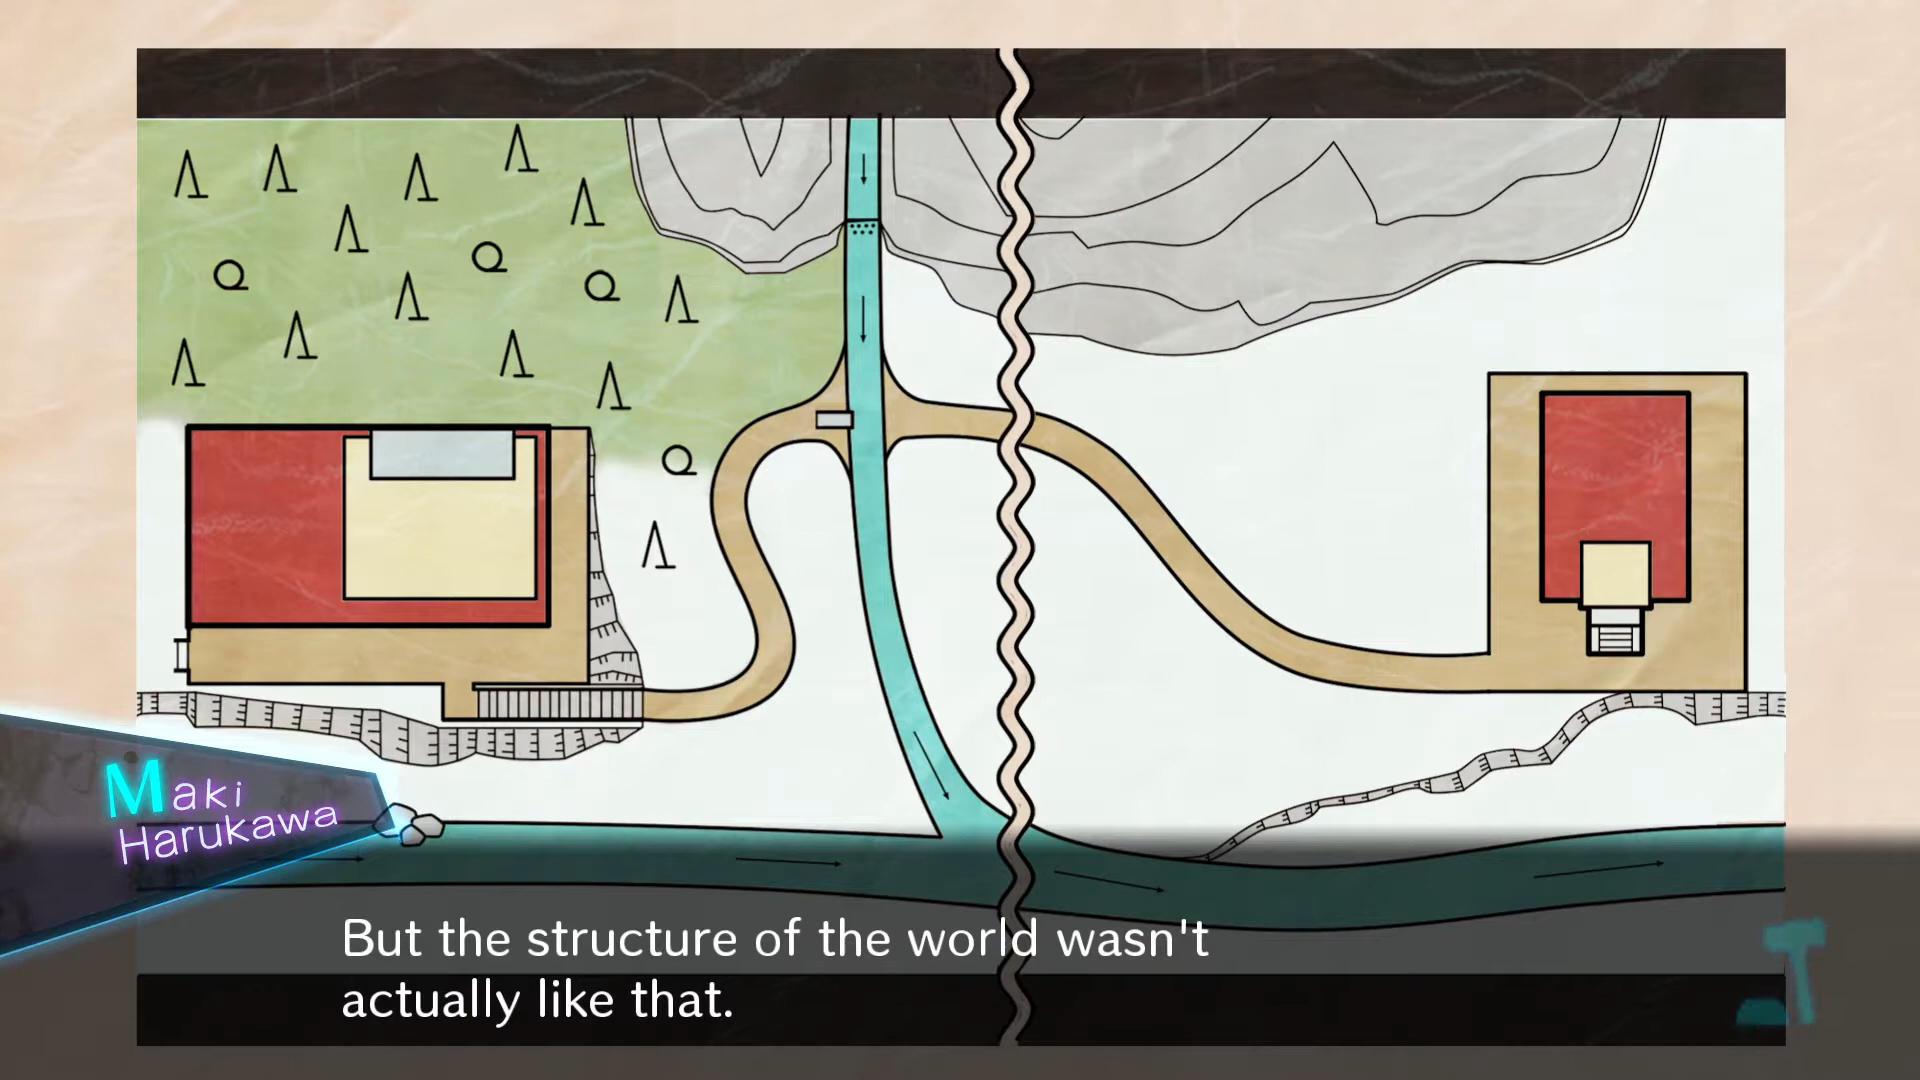 Maki
Harukawa
But the structure of the world wasn't
actually like that.